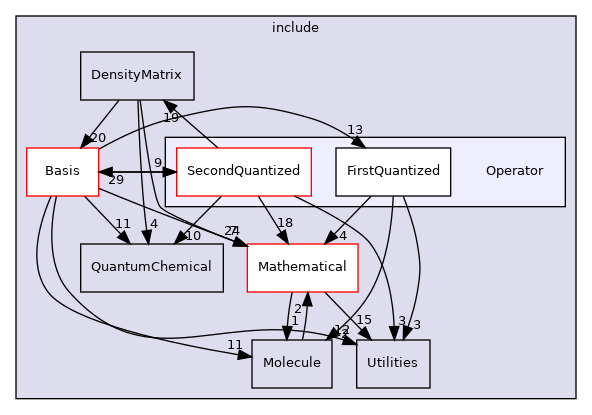 include
DensityMatrix
19
20
13
Basis
9
29
SecondQuantized
FirstQuantized
Operator
11
4
10
24
18
4
QuantumChemical
Mathematical
2
1
15
3
3
12
11
Molecule
Utilities